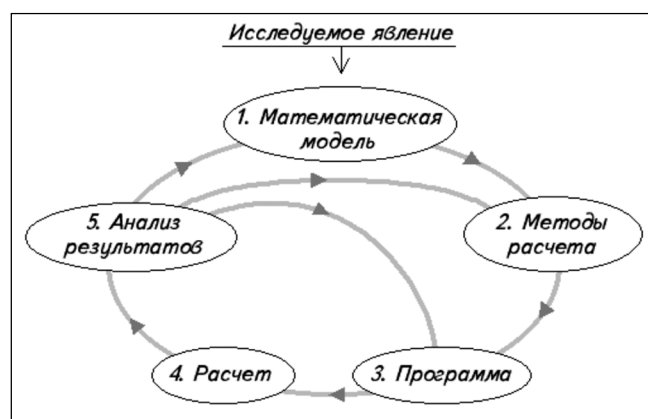 Исследуемое явление
1. Математическая
модель
5. Анализ
результатов
2. Методы
расчета
4. Расчет
3. Программа